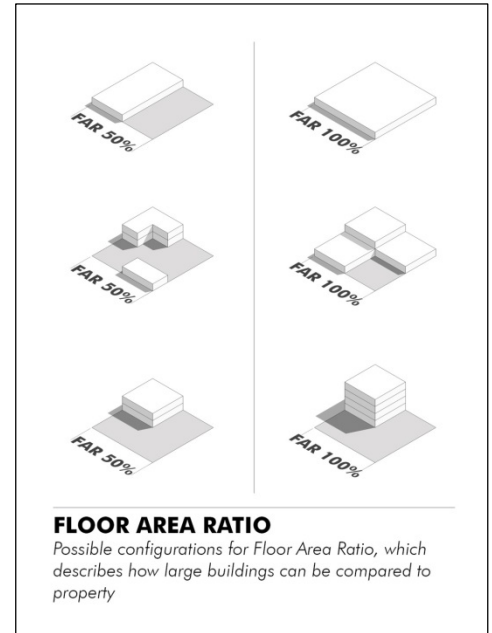 FAR 50%
FAR 100%
FAR 50%
FAR 100%
FAR 50%
FAR 100%
FLOOR AREA RATIO
Possible configurations for Floor Area Ratio, which
describes how large buildings can be compared to
property